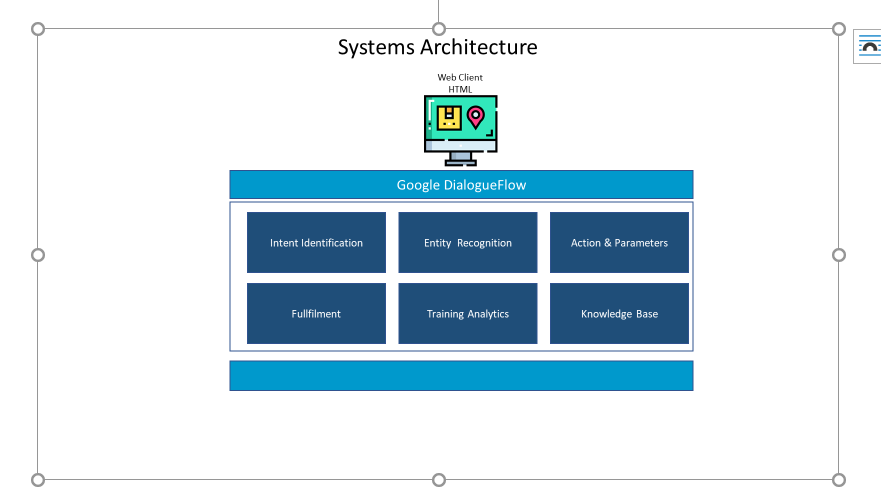 Systems Architecture
Web Client
HTML
Google DialogueFlow
Intent Identification
Entity Recognition
Action & Parameters
Fullfilment
Training Analytics
Knowledge Base